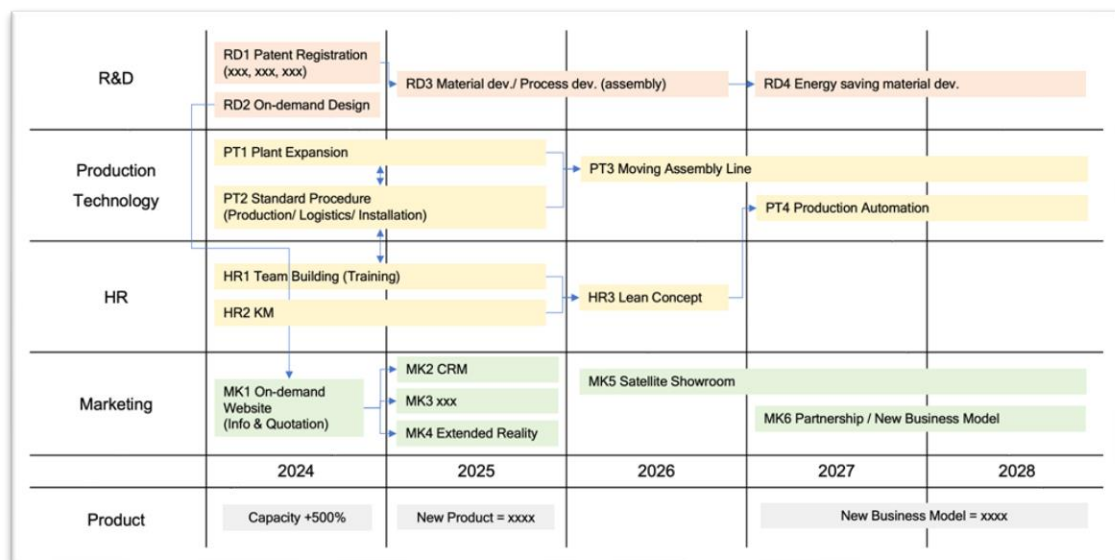 R&D
RD1 Patent Registration
(xxx, xxx, xxx)
RD2 On-demand Design
RD3 Material dev./ Process dev. (assembly)
RD4 Energy saving material dev.
Production
Technology
PT1 Plant Expansion
PT2 Standard Procedure
(Production/ Logistics/ Installation)
PT3 Moving Assembly Line
PT4 Production Automation
HR
HR1 Team Building (Training)
HR2 KM
HR3 Lean Concept
Marketing
MK1 On-demand
Website
(Info & Quotation)
MK2 CRM
MK3 xxx
MK4 Extended Reality
MK5 Satellite Showroom
MK6 Partnership / New Business Model
2024
2025
2026
2027
2028
Product
Capacity +500%
New Product = xxxx
New Business Model = xxxx